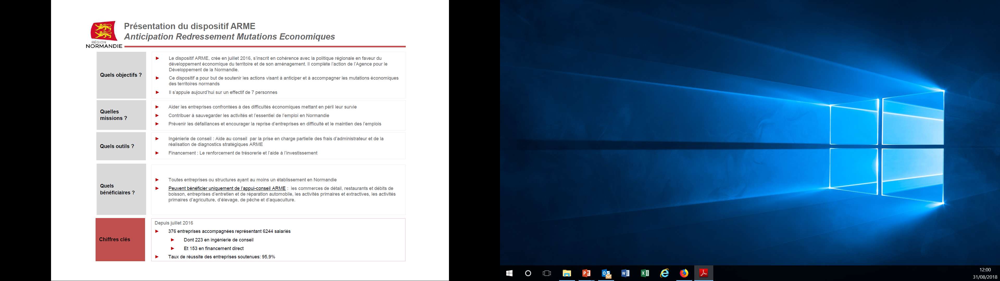 Présentation du dispositif ARME
Anticipation Redressement Mutations Economiques
RÉGION
NORMANDIE
Quels objectifs ?
► Le dispositif ARME, crée en juillet 2016, s'inscrit en cohérence avec la politique régionale en faveur du
développement économique du territoire et de son aménagement. Il complète l'action de l'Agence pour le
Développement de la Normandie.
► Ce dispositif a pour but de soutenir les actions visant à anticiper et à accompagner les mutations économiques
des territoires normands
► Il s'appuie aujourd'hui sur un effectif de 7 personnes
Quelles
missions ?
► Aider les entreprises confrontées à des difficultés économiques mettant en péril leur survie
► Contribuer à sauvegarder les activités et l'essentiel de l'emploi en Normandie
► Prévenir les défaillances et encourager la reprise d'entreprises en difficulté et le maintien des l'emplois
Quels outils ?
► Ingénierie de conseil : Aide au conseil par la prise en charge partielle des frais d'administrateur et de la
réalisation de diagnostics stratégiques ARME
► Financement : Le renforcement de trésorerie et l'aide à l'investissement
Quels
bénéficiaires ?
► Toutes entreprises ou structures ayant au moins un établissement en Normandie
► Peuvent bénéficier uniquement de l'appui-conseil ARME : les commerces de détail, restaurants et débits de
boisson, entreprises d'entretien et de réparation automobile, les activités primaires et extractives, les activités
primaires d'agriculture, d'élevage, de pêche et d'aquaculture.
Chiffres clés
Depuis juillet 2016
► 376 entreprises accompagnées représentant 6244 salariés
► Dont 223 en ingénierie de conseil
► Et 153 en financement direct
► Taux de réussite des entreprises soutenues: 95,9%
12:00
31/08/2018